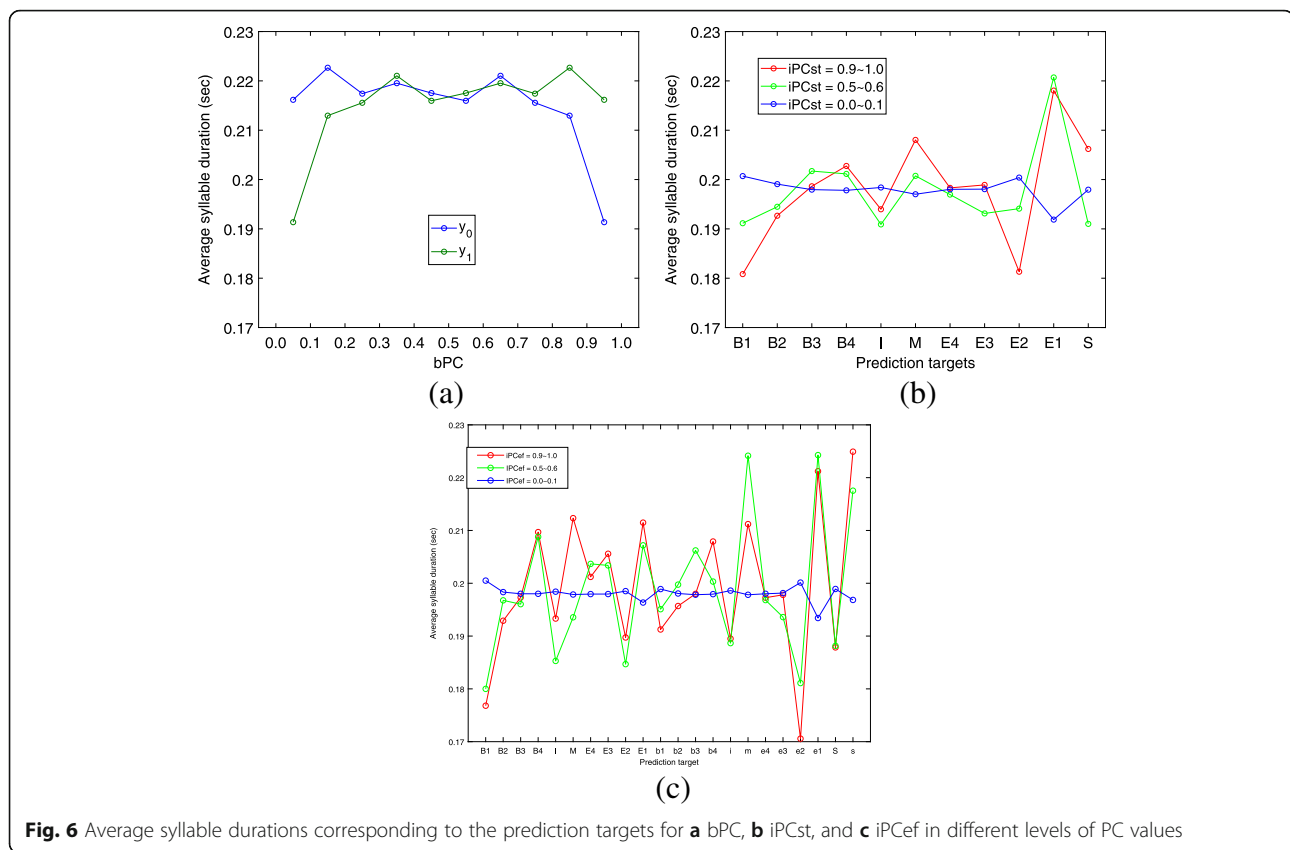 0.23
0.22
0.21
0.2
0.19
0.18
0.17
Average syllable duration (sec)
y_0
y_1
0.0 0.1 0.2 0.3 0.4 0.5 0.6 0.7 0.8 0.9 1.0
bPC
(a)
0.23
0.22
0.21
0.2
0.19
0.18
0.17
Average syllable duration (sec)
iPCst = 0.9~1.0
iPCst = 0.5~0.6
iPCst = 0.0~0.1
B1 B2 B3 B4 I M E4 E3 E2 E1 S
Prediction targets
(b)
0.23
0.22
0.21
0.2
0.19
0.18
0.17
Average syllable duration (sec)
iPCef = 0.9~1.0
iPCef = 0.5~0.6
iPCef = 0.0~0.1
B1 B2 B3 B4 I M E4 E3 E2 E1 b1 b2 b3 b4 i m e4 e3 e2 e1 S s
Prediction target
(c)
Fig. 6 Average syllable durations corresponding to the prediction targets for a bPC, b iPCst, and c iPCef in different levels of PC values